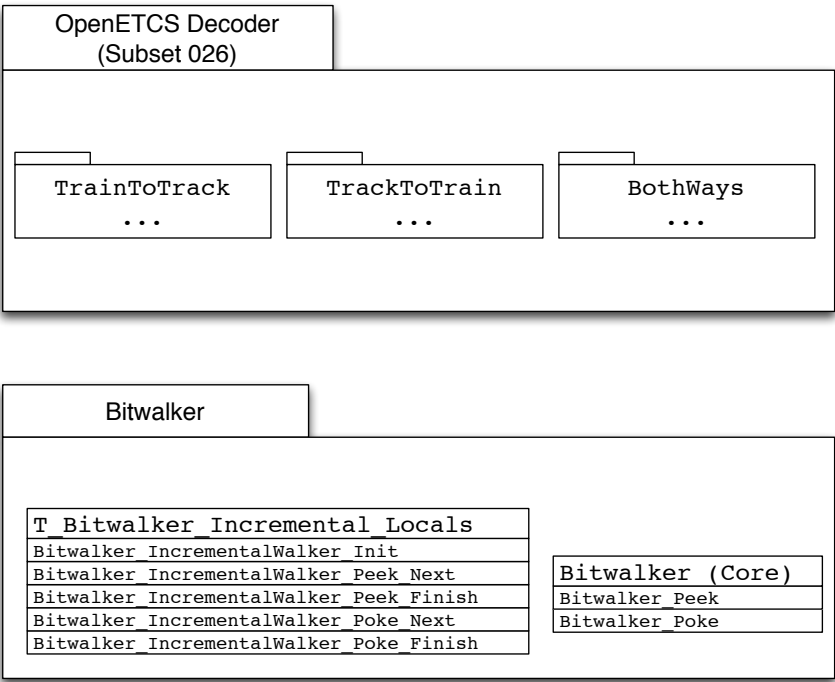 OpenETCS Decoder
(Subset 026)
TrainToTrack
...
TrackToTrain
...
BothWays
...
Bitwalker
T_Bitwalker_Incremental_Locals
Bitwalker_IncrementalWalker_Init
Bitwalker_IncrementalWalker_Peek_Next
Bitwalker_IncrementalWalker_Peek_Finish
Bitwalker_IncrementalWalker_Poke_Next
Bitwalker_IncrementalWalker_Poke_Finish
Bitwalker (Core)
Bitwalker_Peek
Bitwalker_Poke